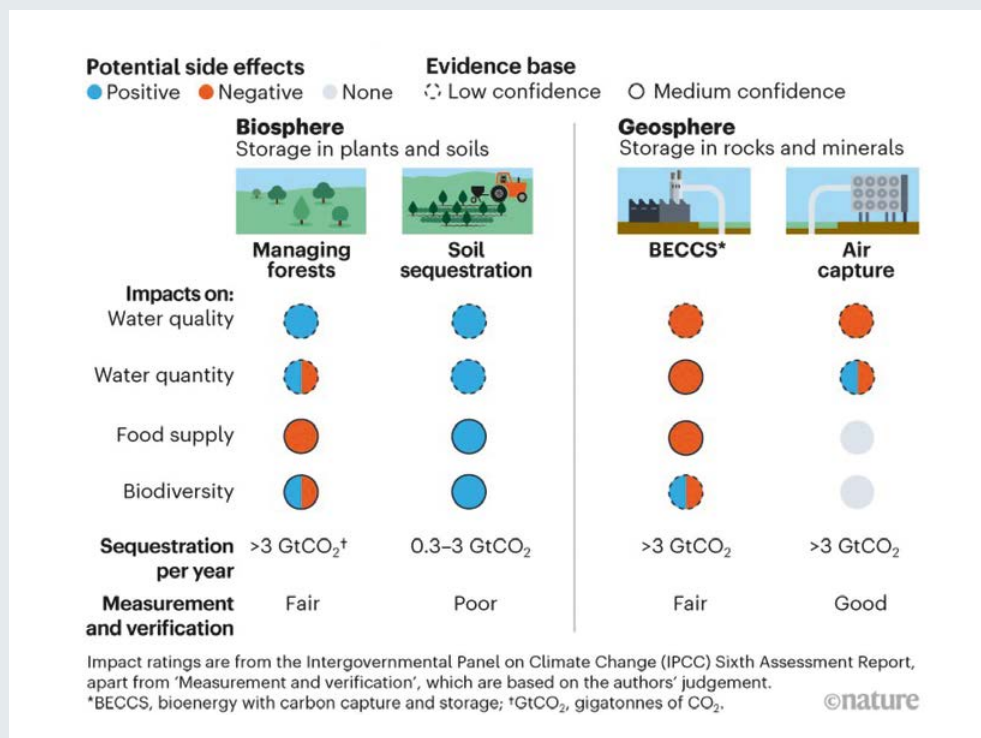 Potential side effects
Positive Negative None
Evidence base
Low confidence Medium confidence
Biosphere
Storage in plants and soils
Geosphere
Storage in rocks and minerals
Managing
forests
Soil
sequestration
BECCS*
Air
capture
Impacts on:
Water quality
Water quantity
Food supply
Biodiversity
Sequestration
per year
>3 GtCO₂† 0.3–3 GtCO₂ >3 GtCO₂ >3 GtCO₂
Measurement
and verification
Fair Poor Fair Good
Impact ratings are from the Intergovernmental Panel on Climate Change (IPCC) Sixth Assessment Report,
apart from ‘Measurement and verification’, which are based on the authors’ judgement.
*BECCS, bioenergy with carbon capture and storage; †GtCO₂, gigatonnes of CO₂.
©nature